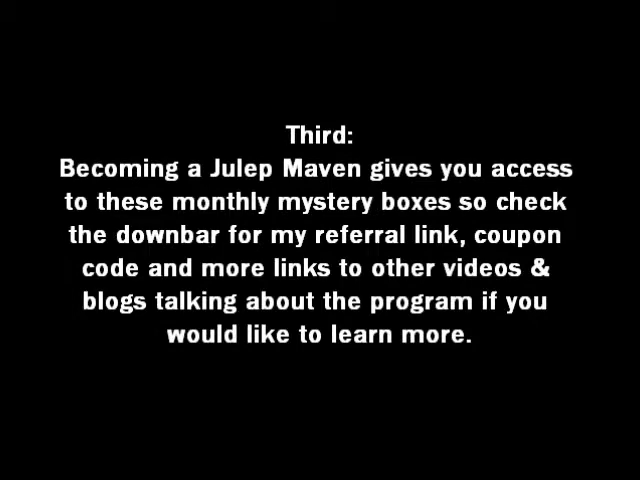 Third:
Becoming a Julep Maven gives you access
to these monthly mystery boxes so check
the downbar for my referral link, coupon
code and more links to other videos &
blogs talking about the program if you
would like to learn more.